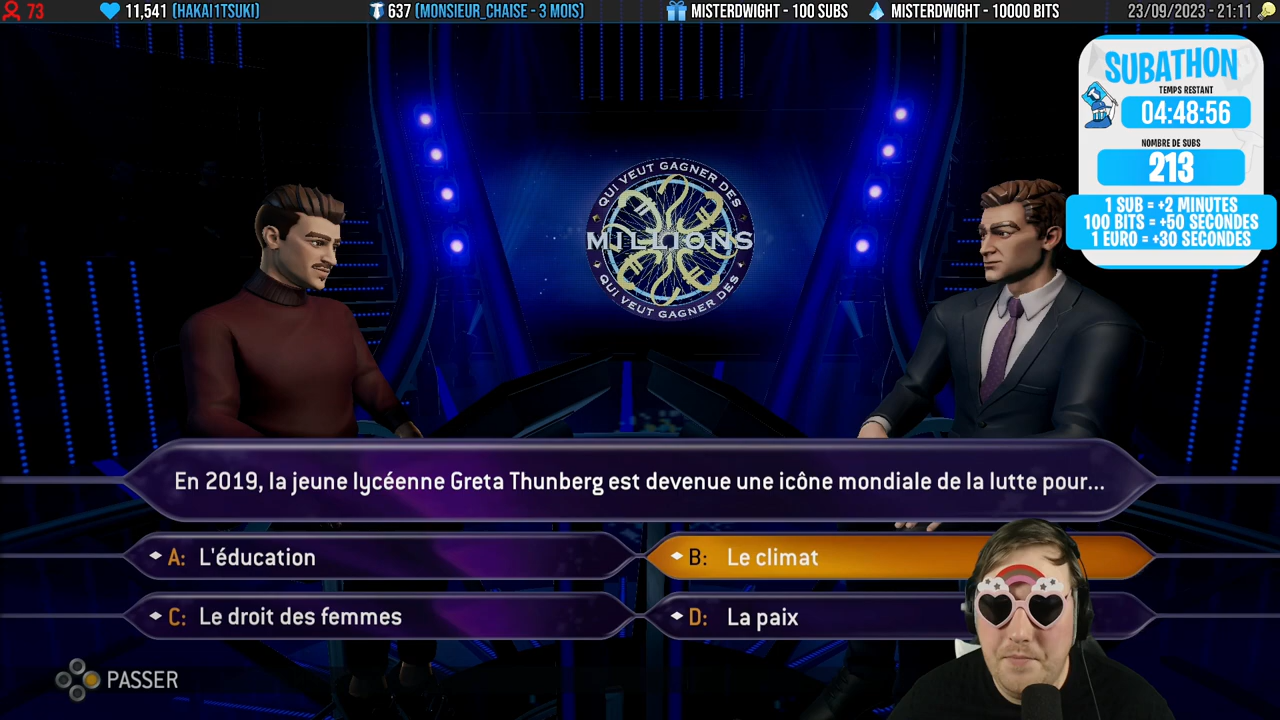 73
11,541 (HAKAI1TSUKI)
637 (MONSIEUR_CHAISE - 3 MOIS)
MISTERDWIGHT - 100 SUBS
MISTERDWIGHT - 10000 BITS
23/09/2023 - 21:11
SUBATHON
TEMPS RESTANT
04:48:56
NOMBRE DE SUBS
213
1 SUB = +2 MINUTES
100 BITS = +50 SECONDES
1 EURO = +30 SECONDES
QUI VEUT GAGNER DES
MILLIONS
QUI VEUT GAGNER DES
En 2019, la jeune lycéenne Greta Thunberg est devenue une icône mondiale de la lutte pour...
A: L'éducation
B: Le climat
C: Le droit des femmes
D: La paix
PASSER